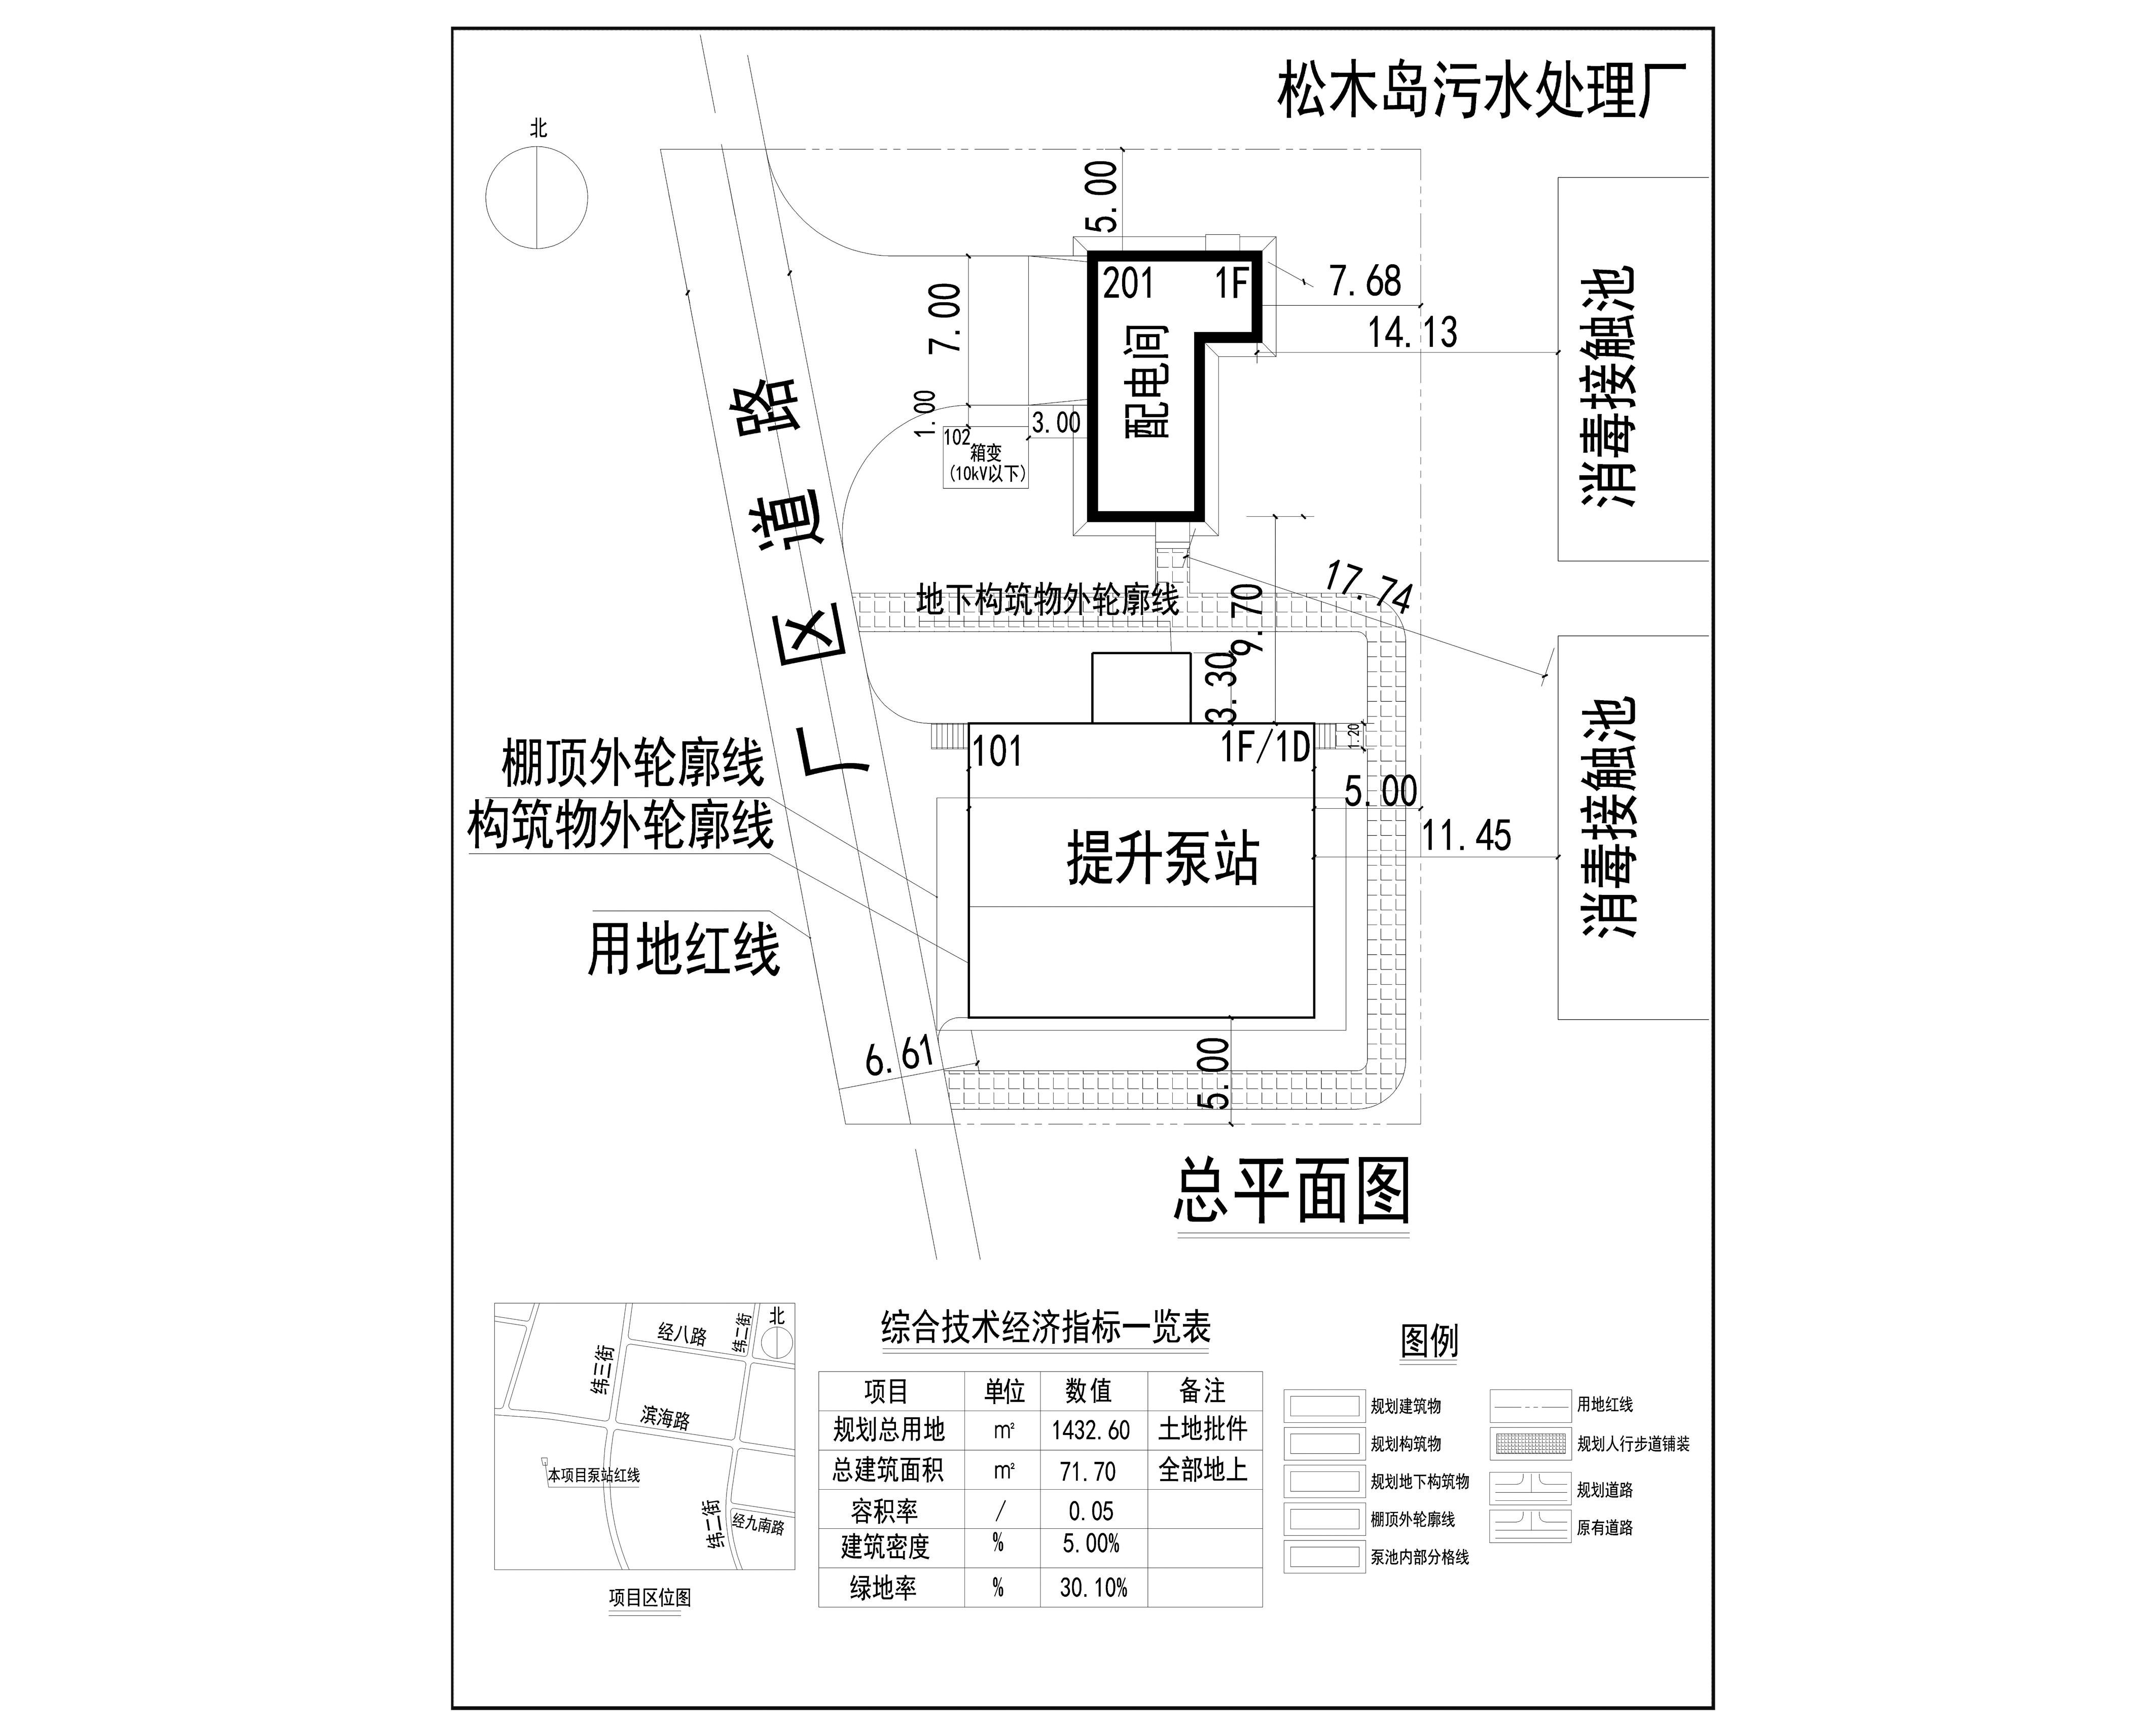 松木岛污水处理厂
北
5.00
201 1F
配电间
7.68
14.13
7.00
1.00
3.00
102
箱变
(10kV以下)
消毒接触池
厂区道路
地下构筑物外轮廓线
17.74
9.70
3.30
101 1F/1D
1.20
5.00
11.45
提升泵站
消毒接触池
棚顶外轮廓线
构筑物外轮廓线
用地红线
6.61
5.00
总平面图
北
经八路
纬二街
纬三街
滨海路
本项目泵站红线
纬二街
经九南路
项目区位图
综合技术经济指标一览表
项目 单位 数值 备注
规划总用地 m² 1432.60 土地批件
总建筑面积 m² 71.70 全部地上
容积率 / 0.05
建筑密度 % 5.00%
绿地率 % 30.10%
图例
规划建筑物
规划构筑物
规划地下构筑物
棚顶外轮廓线
泵池内部分格线
用地红线
规划人行步道铺装
规划道路
原有道路